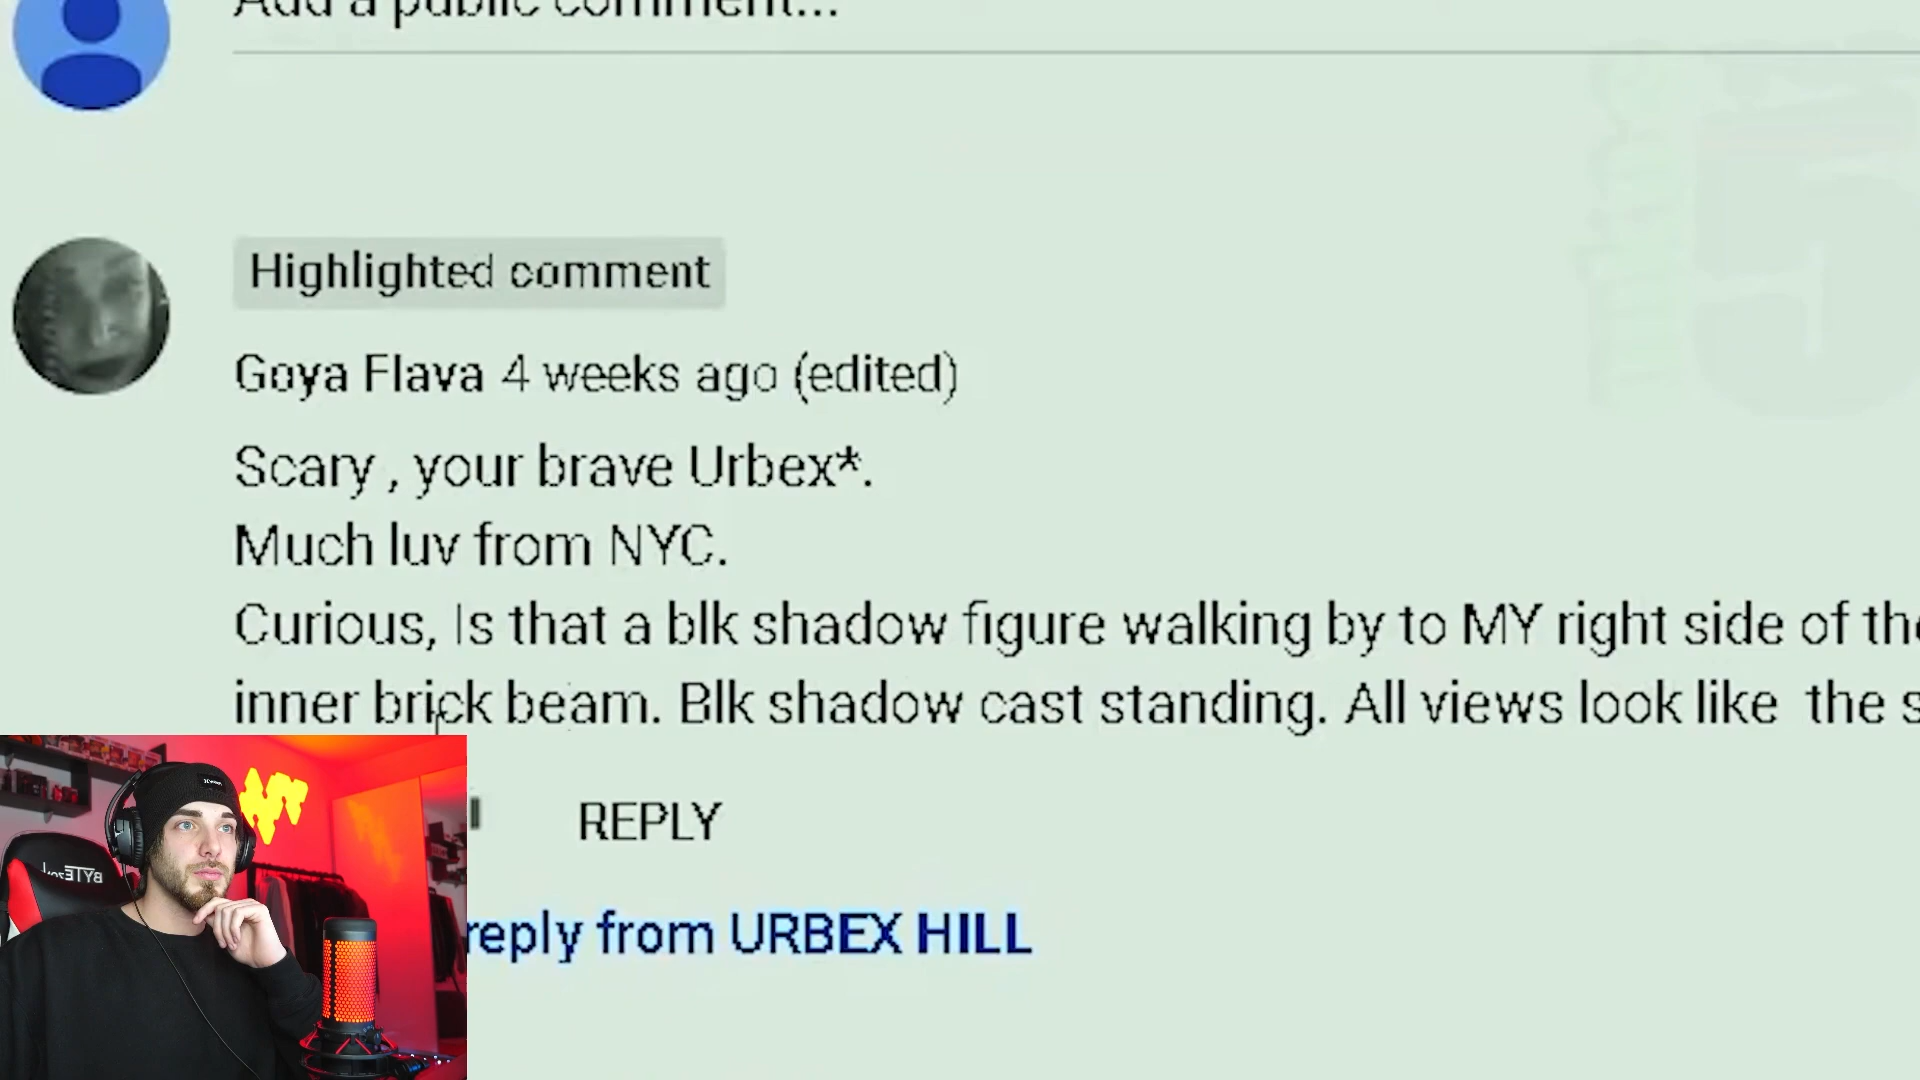 Add a public comment...
Highlighted comment
Goya Flava 4 weeks ago (edited)
Scary , your brave Urbex*.
Much luv from NYC.
Curious, Is that a blk shadow figure walking by to MY right side of the
inner brick beam. Blk shadow cast standing. All views look like the s
REPLY
reply from URBEX HILL